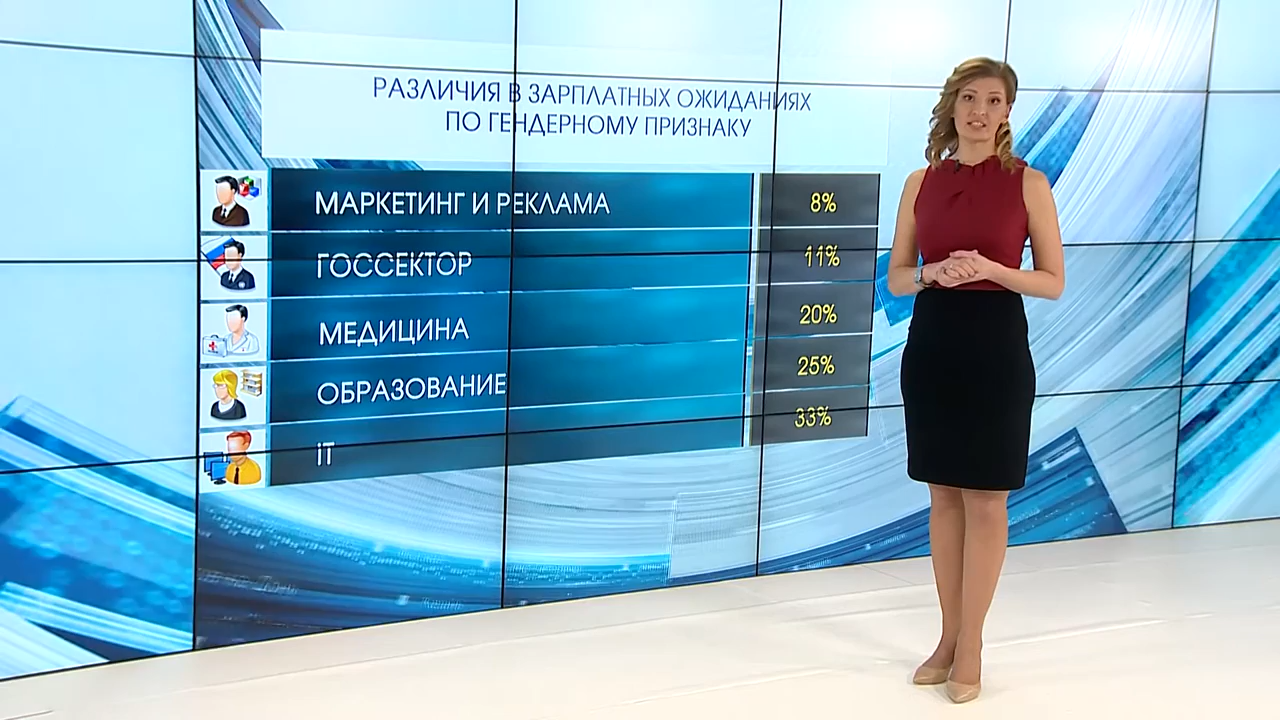 РАЗЛИЧИЯ В ЗАРПЛАТНЫХ ОЖИДАНИЯХ
ПО ГЕНДЕРНОМУ ПРИЗНАКУ
МАРКЕТИНГ И РЕКЛАМА 8%
ГОССЕКТОР 11%
МЕДИЦИНА 20%
ОБРАЗОВАНИЕ 25%
IT 33%